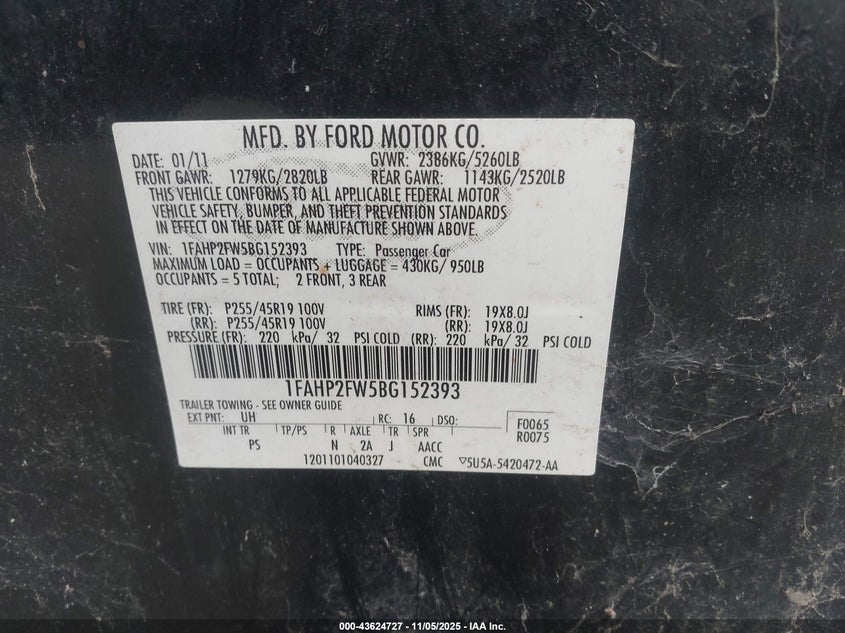 MFD. BY FORD MOTOR CO.
DATE: 01/11 GVWR: 2386KG/5260LB
FRONT GAWR: 1279KG/2820LB REAR GAWR: 1143KG/2520LB
THIS VEHICLE CONFORMS TO ALL APPLICABLE FEDERAL MOTOR
VEHICLE SAFETY, BUMPER, AND THEFT PREVENTION STANDARDS
IN EFFECT ON THE DATE OF MANUFACTURE SHOWN ABOVE.
VIN: 1FAHP2FW5BG152393 TYPE: Passenger Car
MAXIMUM LOAD = OCCUPANTS + LUGGAGE = 430KG/ 950LB
OCCUPANTS = 5 TOTAL; 2 FRONT, 3 REAR
TIRE (FR): P255/45R19 100V RIMS (FR): 19X8.0J
(RR): P255/45R19 100V (RR): 19X8.0J
PRESSURE (FR): 220 kPa/ 32 PSI COLD (RR): 220 kPa/ 32 PSI COLD
1FAHP2FW5BG152393
TRAILER TOWING - SEE OWNER GUIDE
EXT PNT: UH RC: 16 DSO: F0065
R0075
INT TR TP/PS R AXLE TR SPR
PS N 2A J AACC
1201101040327 CMC 5U5A-5420472-AA
000-43624727 - 11/05/2025 - IAA Inc.